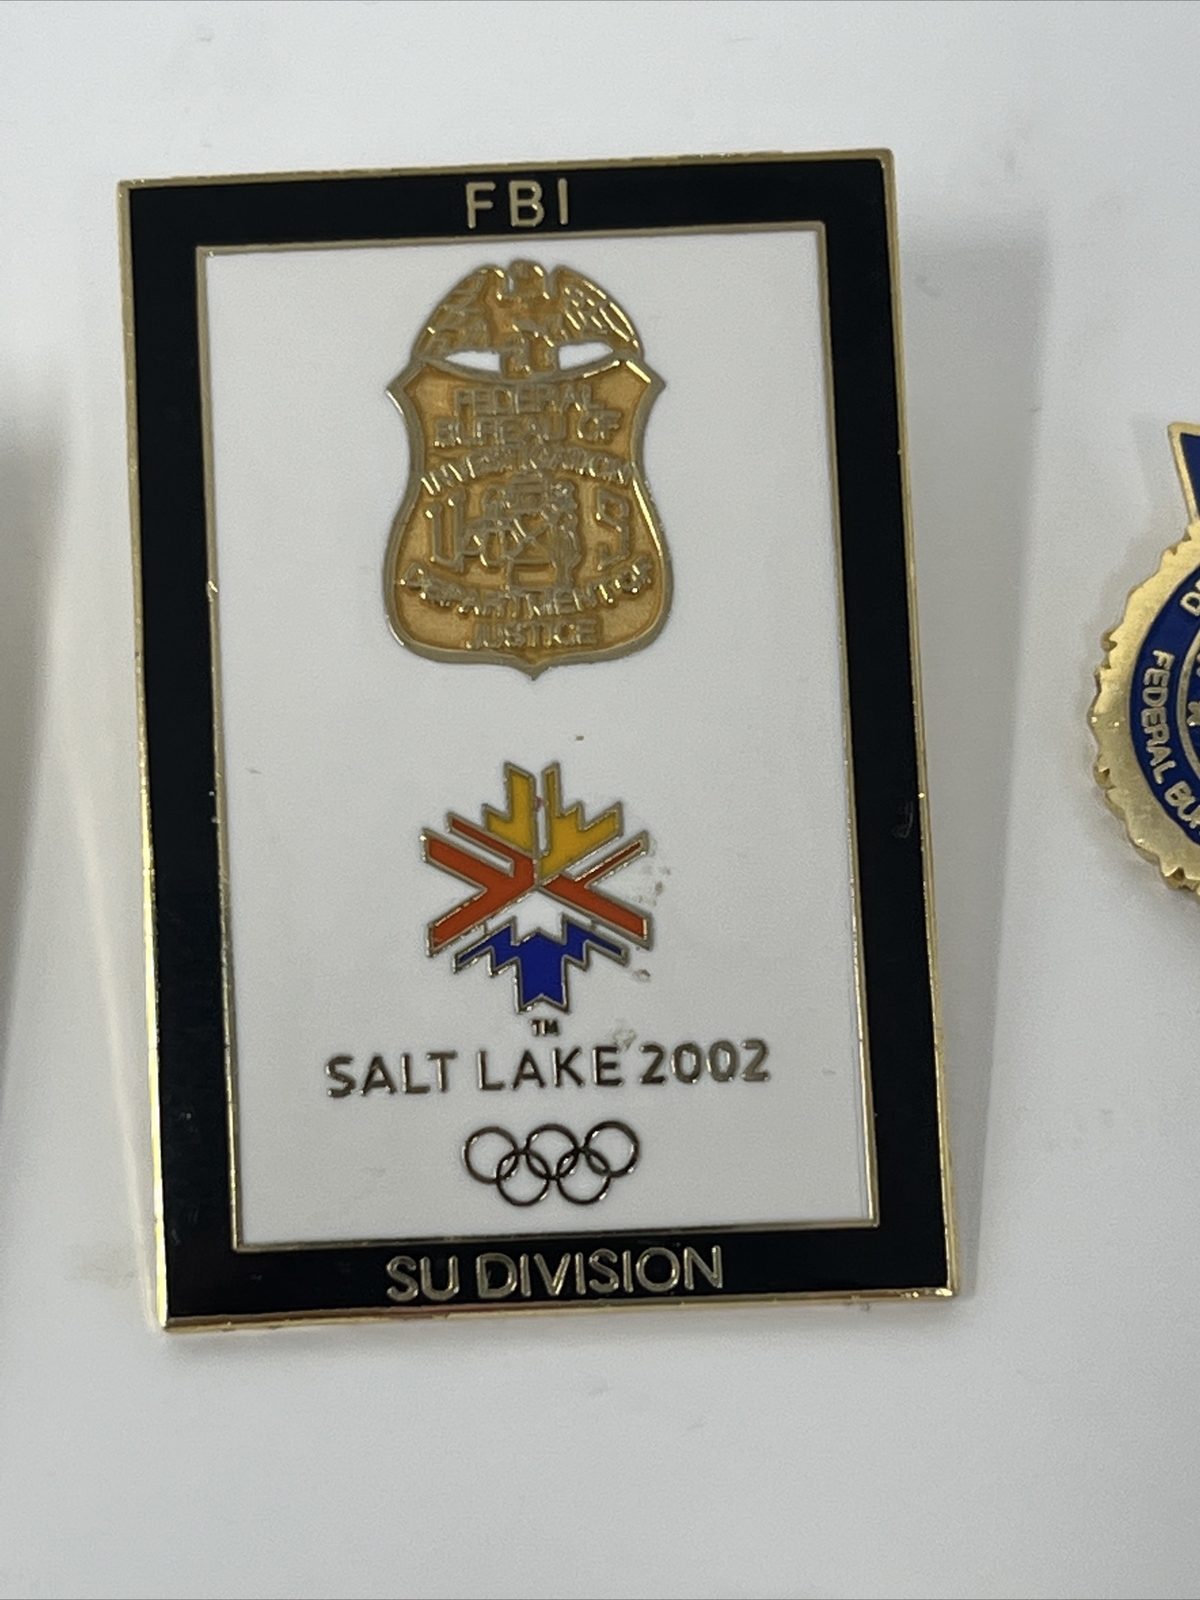 FBI
FEDERAL
BUREAU OF
INVESTIGATION
U S
DEPARTMENT OF
JUSTICE
TM
SALT LAKE 2002
SU DIVISION
FEDERAL